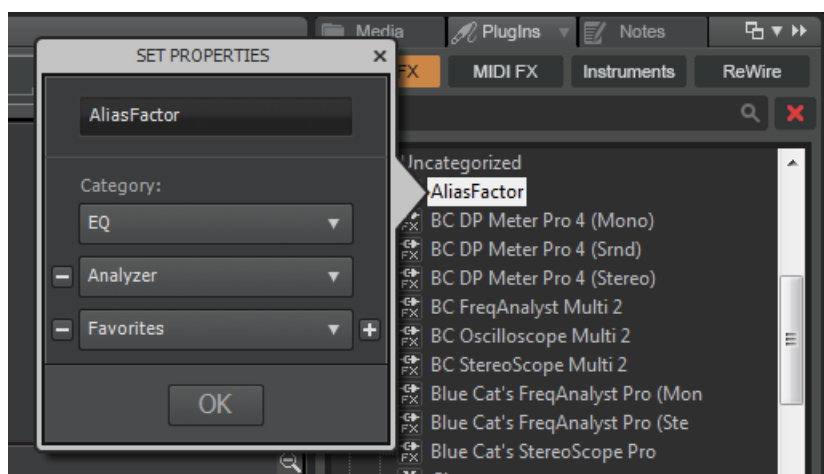 Media
PlugIns
Notes
SET PROPERTIES
FX
MIDI FX
Instruments
ReWire
AliasFactor
Category:
EQ
Analyzer
Favorites
OK
Uncategorized
AliasFactor
BC DP Meter Pro 4 (Mono)
BC DP Meter Pro 4 (Srnd)
BC DP Meter Pro 4 (Stereo)
BC FreqAnalyst Multi 2
BC Oscilloscope Multi 2
BC StereoScope Multi 2
Blue Cat's FreqAnalyst Pro (Mon
Blue Cat's FreqAnalyst Pro (Ste
Blue Cat's StereoScope Pro